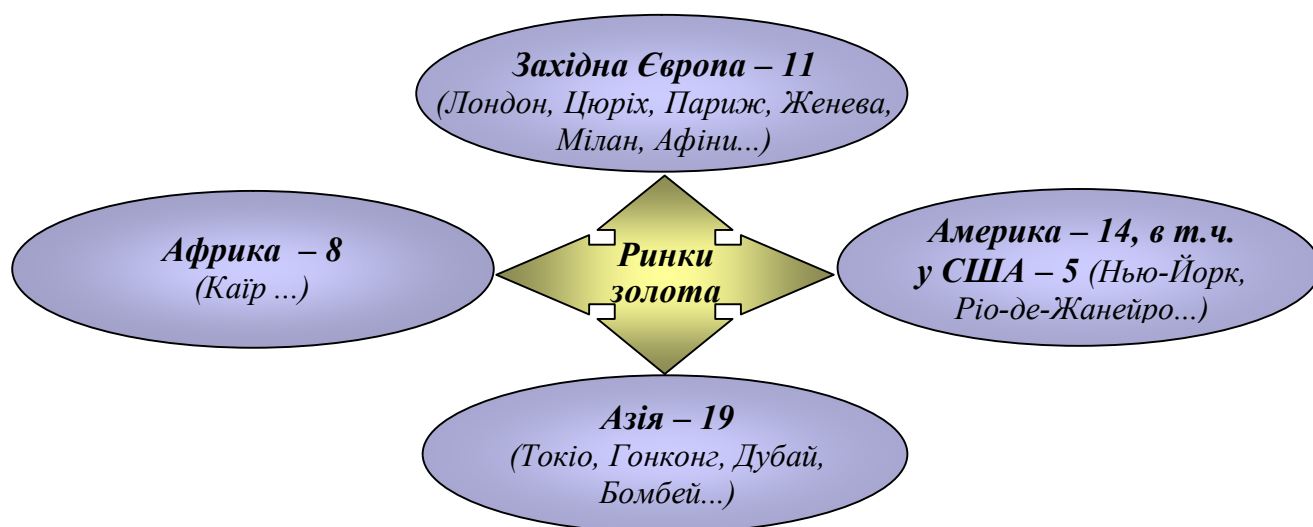 Західна Європа – 11
(Лондон, Цюріх, Париж, Женева,
Мілан, Афіни...)
Африка – 8
(Каїр ...)
Ринки
золота
Америка – 14, в т.ч.
у США – 5 (Нью-Йорк,
Ріо-де-Жанейро...)
Азія – 19
(Токіо, Гонконг, Дубай,
Бомбей...)